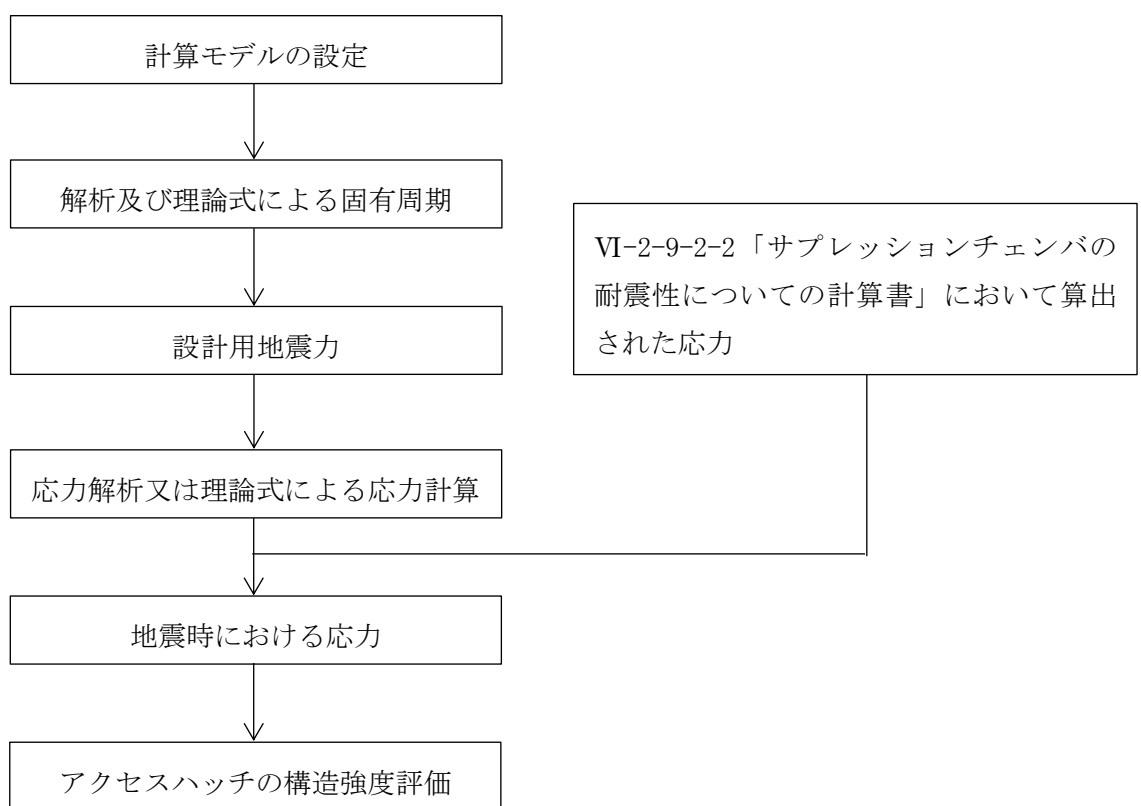 計算モデルの設定
解析及び理論式による固有周期
設計用地震力
応力解析又は理論式による応力計算
Ⅵ-2-9-2-2「サプレッションチェンバの
耐震性についての計算書」において算出
された応力
地震時における応力
アクセスハッチの構造強度評価